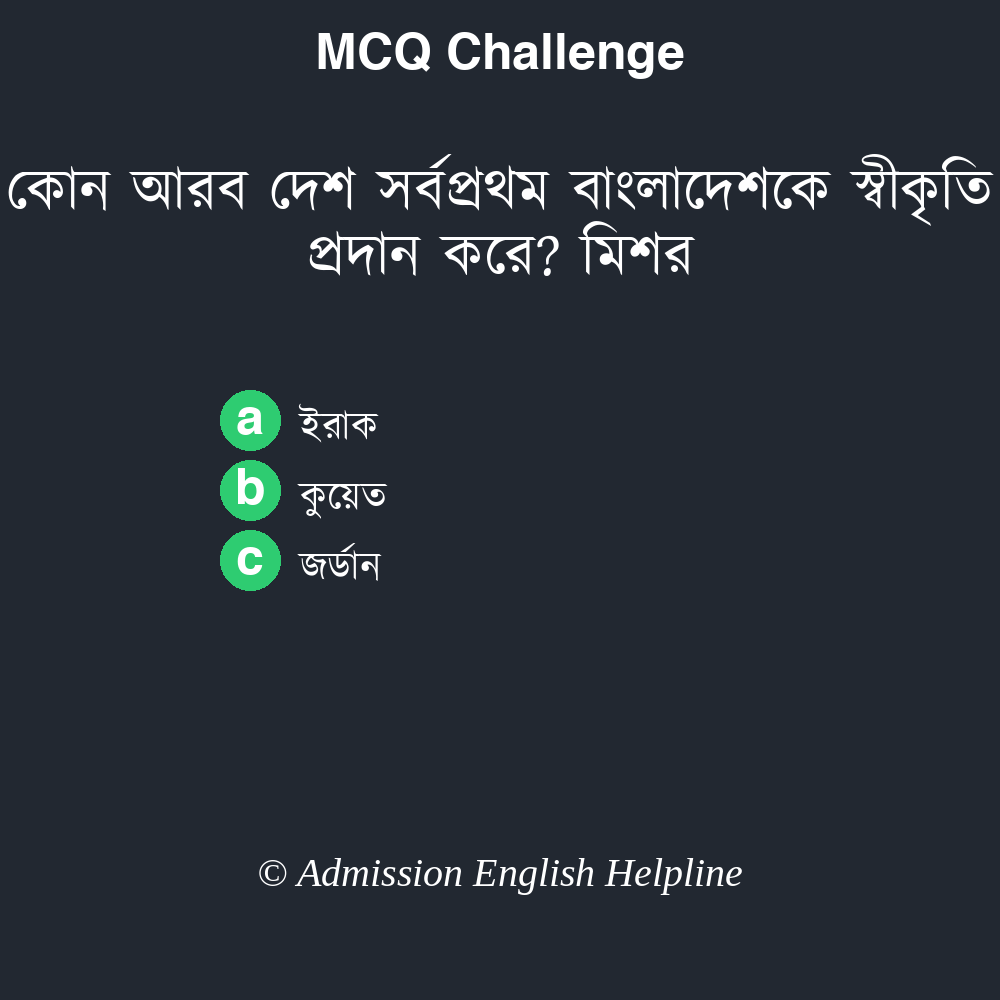 MCQ Challenge
কোন আরব দেশ সর্বপ্রথম বাংলাদেশকে স্বীকৃতি
প্রদান করে? মিশর
a ইরাক
b কুয়েত
c জর্ডান
© Admission English Helpline